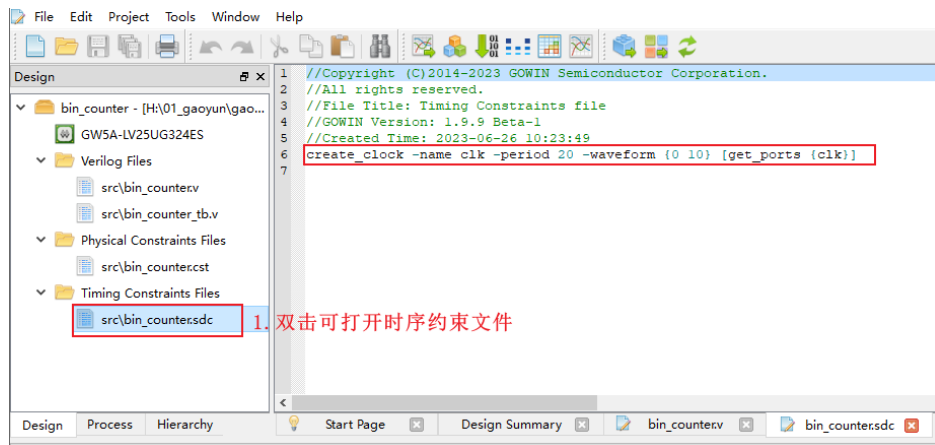 File Edit Project Tools Window Help
Design
bin_counter - [H:\01_gaoyun\gao...
GW5A-LV25UG324ES
Verilog Files
src\bin_counter.v
src\bin_counter_tb.v
Physical Constraints Files
src\bin_counter.cst
Timing Constraints Files
src\bin_counter.sdc
1. 双击可打开时序约束文件
1 //Copyright (C)2014-2023 GOWIN Semiconductor Corporation.
2 //All rights reserved.
3 //File Title: Timing Constraints file
4 //GOWIN Version: 1.9.9 Beta-1
5 //Created Time: 2023-06-26 10:23:49
6 create_clock -name clk -period 20 -waveform {0 10} [get_ports {clk}]
7
Design Process Hierarchy
Start Page Design Summary bin_counter.v bin_counter.sdc